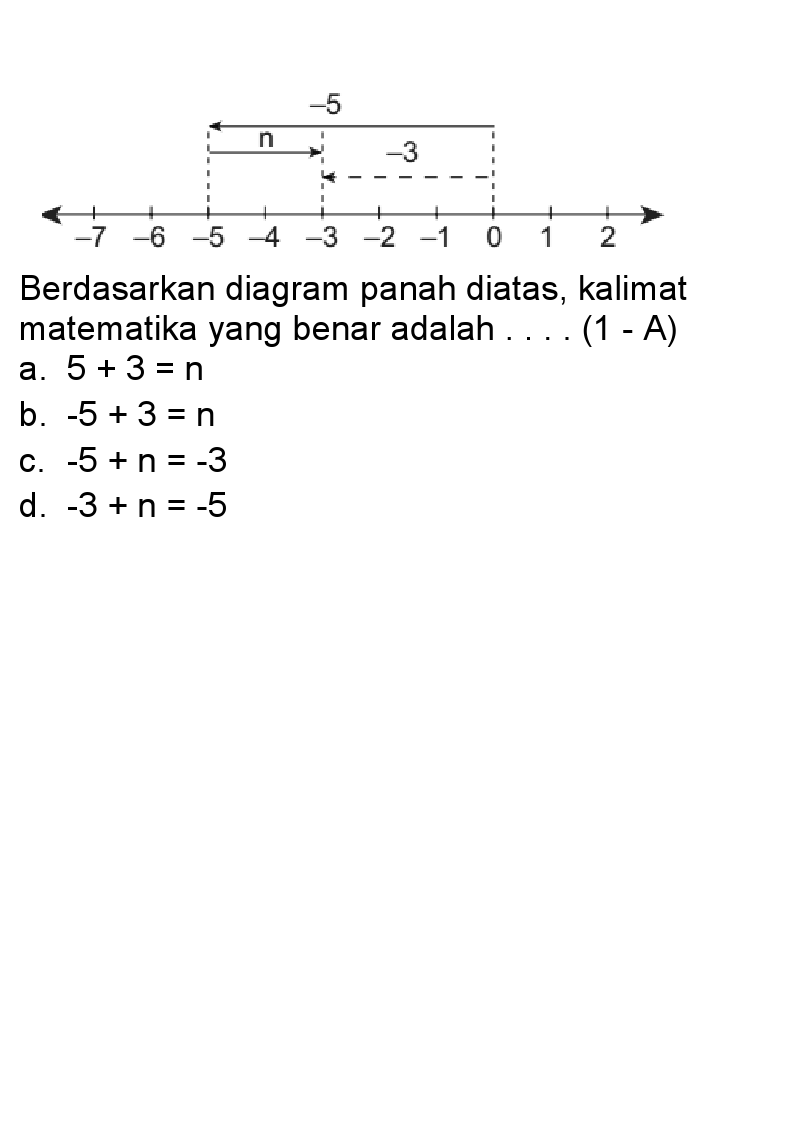 –5
n
–3
–7 –6 –5 –4 –3 –2 –1 0 1 2
Berdasarkan diagram panah diatas, kalimat
matematika yang benar adalah . . . . (1 - A)
a. 5 + 3 = n
b. -5 + 3 = n
c. -5 + n = -3
d. -3 + n = -5